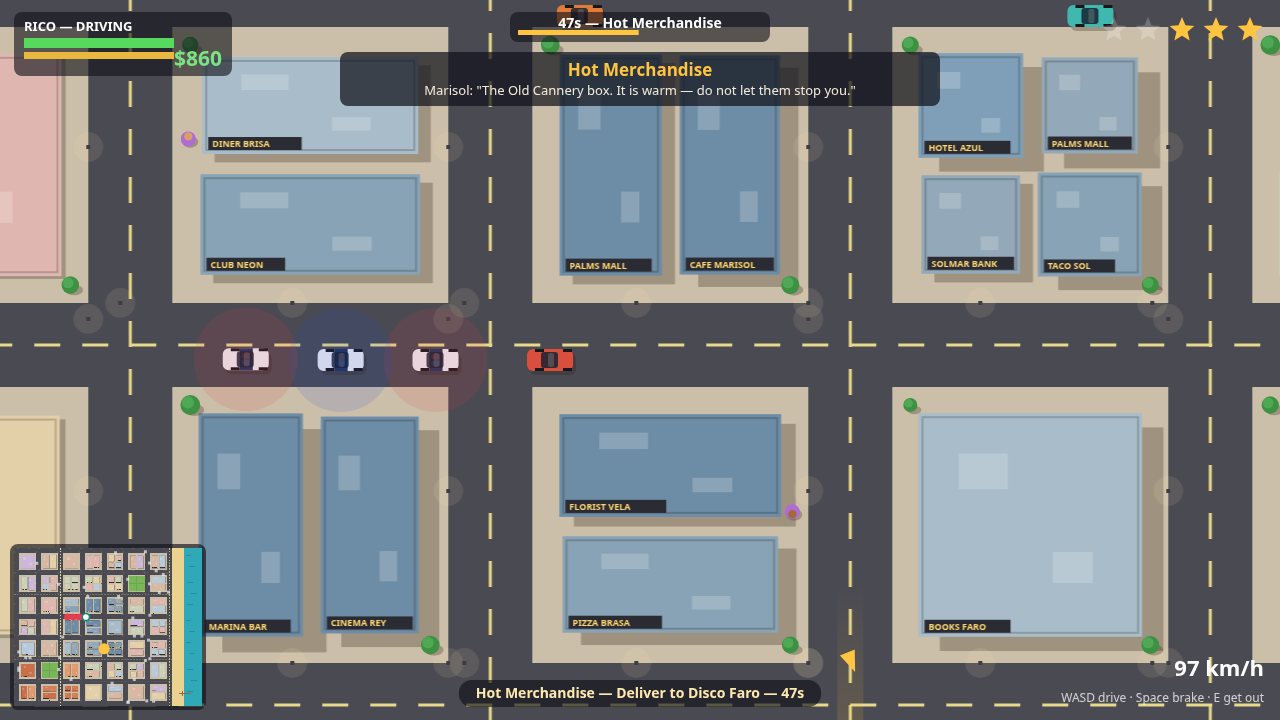 RICO — DRIVING
$860
47s — Hot Merchandise
Hot Merchandise
Marisol: "The Old Cannery box. It is warm — do not let them stop you."
DINER BRISA
HOTEL AZUL
PALMS MALL
CLUB NEON
PALMS MALL
CAFE MARISOL
SOLMAR BANK
TACO SOL
FLORIST VELA
MARINA BAR
CINEMA REY
PIZZA BRASA
BOOKS FARO
97 km/h
Hot Merchandise — Deliver to Disco Faro — 47s
WASD drive · Space brake · E get out